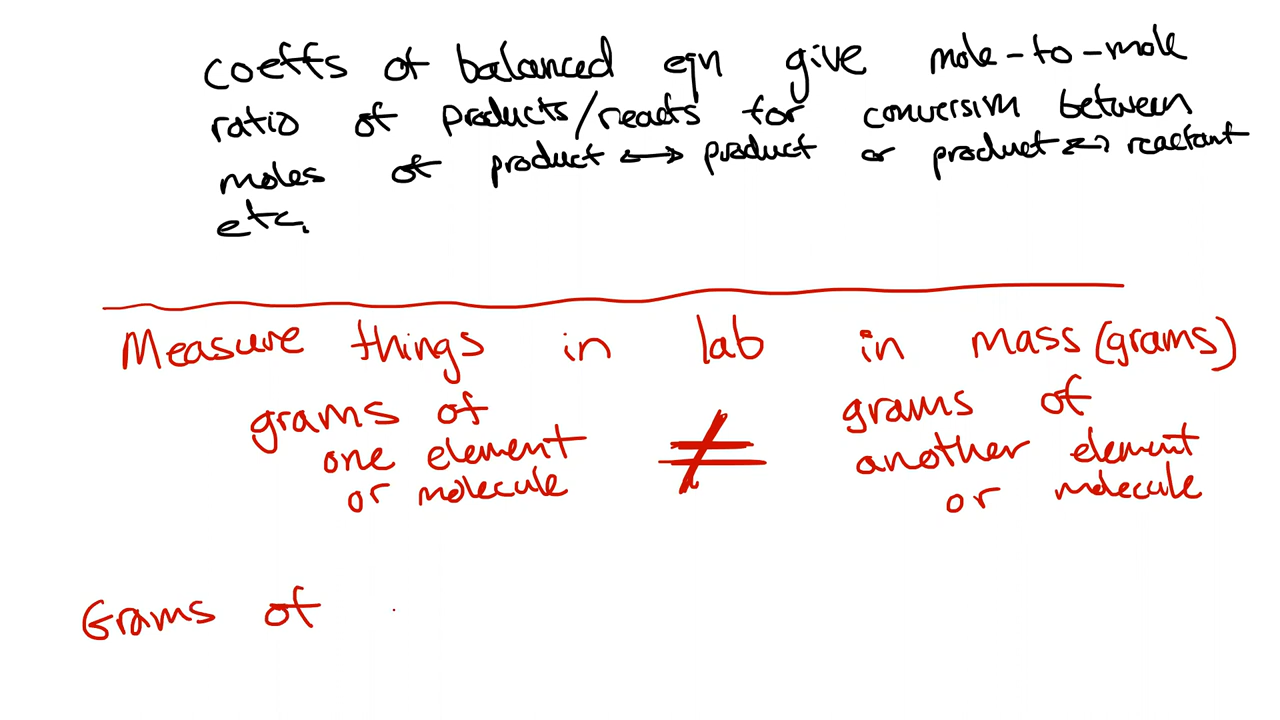 coeffs of balanced eqn give mole-to-mole
ratio of products/reacts for conversion between
moles of product ↔ product or product ↔ reactant
etc.
Measure things in lab in mass (grams)
grams of ≠ grams of
one element another element
or molecule or molecule
Grams of